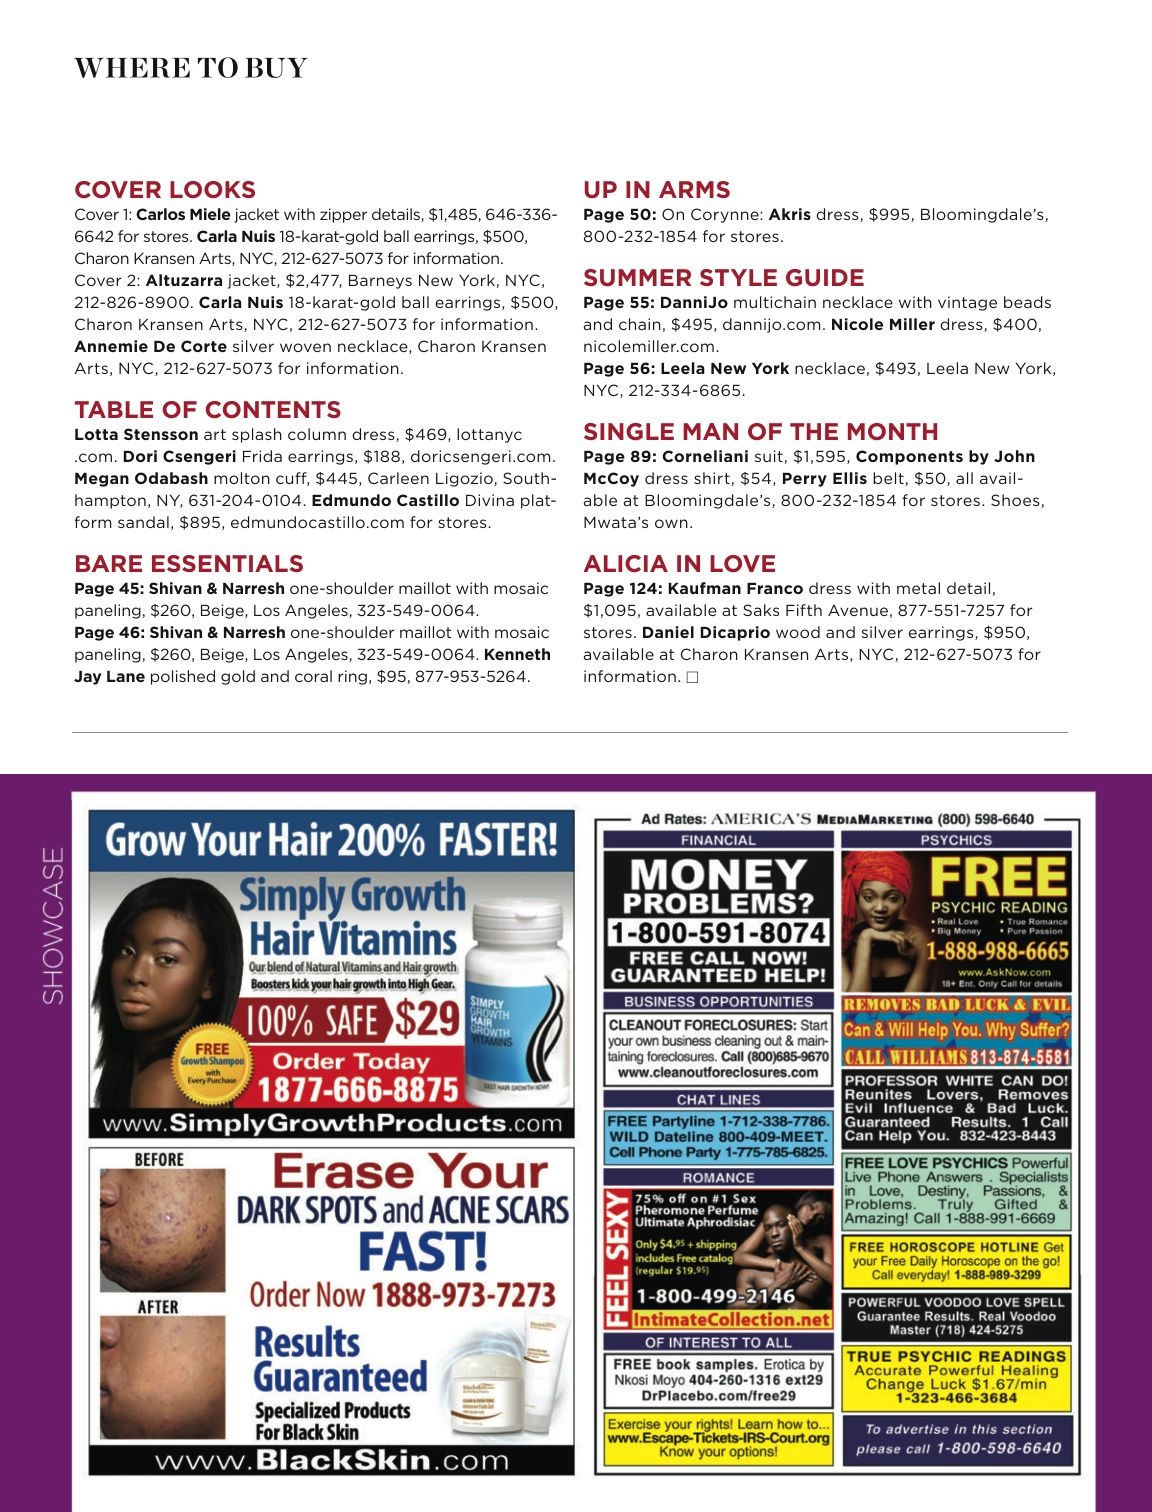 WHERE TO BUY
COVER LOOKS
Cover 1: Carlos Miele jacket with zipper details, $1,485, 646-336-
6642 for stores. Carla Nuis 18-karat-gold ball earrings, $500,
Charon Kransen Arts, NYC, 212-627-5073 for information.
Cover 2: Altuzarra jacket, $2,477, Barneys New York, NYC,
212-826-8900. Carla Nuis 18-karat-gold ball earrings, $500,
Charon Kransen Arts, NYC, 212-627-5073 for information.
Annemie De Corte silver woven necklace, Charon Kransen
Arts, NYC, 212-627-5073 for information.
TABLE OF CONTENTS
Lotta Stensson art splash column dress, $469, lottanyc
.com. Dori Csengeri Frida earrings, $188, doricsengeri.com.
Megan Odabash molton cuff, $445, Carleen Ligozio, South-
hampton, NY, 631-204-0104. Edmundo Castillo Divina plat-
form sandal, $895, edmundocastillo.com for stores.
BARE ESSENTIALS
Page 45: Shivan & Narresh one-shoulder maillot with mosaic
paneling, $260, Beige, Los Angeles, 323-549-0064.
Page 46: Shivan & Narresh one-shoulder maillot with mosaic
paneling, $260, Beige, Los Angeles, 323-549-0064. Kenneth
Jay Lane polished gold and coral ring, $95, 877-953-5264.
UP IN ARMS
Page 50: On Corynne: Akris dress, $995, Bloomingdale's,
800-232-1854 for stores.
SUMMER STYLE GUIDE
Page 55: DanniJo multichain necklace with vintage beads
and chain, $495, dannijo.com. Nicole Miller dress, $400,
nicolemiller.com.
Page 56: Leela New York necklace, $493, Leela New York,
NYC, 212-334-6865.
SINGLE MAN OF THE MONTH
Page 89: Corneliani suit, $1,595, Components by John
McCoy dress shirt, $54, Perry Ellis belt, $50, all avail-
able at Bloomingdale's, 800-232-1854 for stores. Shoes,
Mwata's own.
ALICIA IN LOVE
Page 124: Kaufman Franco dress with metal detail,
$1,095, available at Saks Fifth Avenue, 877-551-7257 for
stores. Daniel Dicaprio wood and silver earrings, $950,
available at Charon Kransen Arts, NYC, 212-627-5073 for
information. □
SHOWCASE
Grow Your Hair 200% FASTER!
Simply Growth
Hair Vitamins
Our blend of Natural Vitamins and Hair growth
Boosters kick your hair growth into High Gear.
100% SAFE $29
FREE
Growth Shampoo
with
Every Purchase
Order Today
1877-666-8875
SIMPLY
GROWTH
HAIR
GROWTH
VITAMINS
FAST HAIR GROWTH NOW!
www.SimplyGrowthProducts.com
BEFORE
AFTER
Erase Your
DARK SPOTS and ACNE SCARS
FAST!
Order Now 1888-973-7273
Results
Guaranteed
Specialized Products
For Black Skin
www.BlackSkin.com
Ad Rates: AMERICA'S MEDIAMARKETING (800) 598-6640
FINANCIAL
MONEY
PROBLEMS?
1-800-591-8074
FREE CALL NOW!
GUARANTEED HELP!
BUSINESS OPPORTUNITIES
CLEANOUT FORECLOSURES: Start
your own business cleaning out & main-
taining foreclosures. Call (800)685-9670
www.cleanoutforeclosures.com
CHAT LINES
FREE Partyline 1-712-338-7786.
WILD Dateline 800-409-MEET.
Cell Phone Party 1-775-785-6825.
ROMANCE
FEEL SEXY
75% off on #1 Sex
Pheromone Perfume
Ultimate Aphrodisiac
Only $4.95 + shipping
includes Free catalog
(regular $19.95)
1-800-499-2146
IntimateCollection.net
OF INTEREST TO ALL
FREE book samples. Erotica by
Nkosi Moyo 404-260-1316 ext29
DrPlacebo.com/free29
Exercise your rights! Learn how to...
www.Escape-Tickets-IRS-Court.org
Know your options!
PSYCHICS
FREE
PSYCHIC READING
• Real Love • True Romance
• Big Money • Pure Passion
1-888-988-6665
www.AskNow.com
18+ Ent. Only Call for details
REMOVES BAD LUCK & EVIL
Can & Will Help You. Why Suffer?
CALL WILLIAMS 813-874-5581
PROFESSOR WHITE CAN DO!
Reunites Lovers, Removes
Evil Influence & Bad Luck.
Guaranteed Results. 1 Call
Can Help You. 832-423-8443
FREE LOVE PSYCHICS Powerful
Live Phone Answers . Specialists
in Love, Destiny, Passions, &
Problems. Truly Gifted &
Amazing! Call 1-888-991-6669
FREE HOROSCOPE HOTLINE Get
your Free Daily Horoscope on the go!
Call everyday! 1-888-989-3299
POWERFUL VOODOO LOVE SPELL
Guarantee Results. Real Voodoo
Master (718) 424-5275
TRUE PSYCHIC READINGS
Accurate Powerful Healing
Change Luck $1.67/min
1-323-466-3684
To advertise in this section
please call 1-800-598-6640